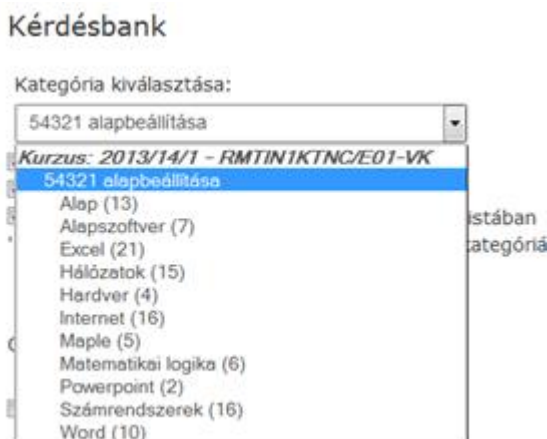 Kérdésbank
Kategória kiválasztása:
54321 alapbeállítása
Kurzus: 2013/14/1 - RMTIN1KTNC/E01-VK
54321 alapbeállítása
Alap (13)
Alapszoftver (7)
istában
Excel (21)
ategóriá
Hálózatok (15)
Hardver (4)
Internet (16)
Maple (5)
Matematikai logika (6)
Powerpoint (2)
Számrendszerek (16)
Word (10)